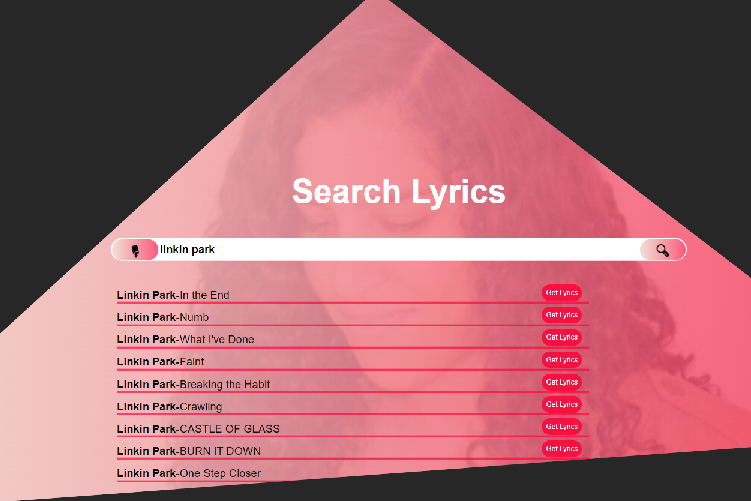 Search Lyrics
linkin park
Linkin Park-In the End Get Lyrics
Linkin Park-Numb Get Lyrics
Linkin Park-What I've Done Get Lyrics
Linkin Park-Faint Get Lyrics
Linkin Park-Breaking the Habit Get Lyrics
Linkin Park-Crawling Get Lyrics
Linkin Park-CASTLE OF GLASS Get Lyrics
Linkin Park-BURN IT DOWN Get Lyrics
Linkin Park-One Step Closer